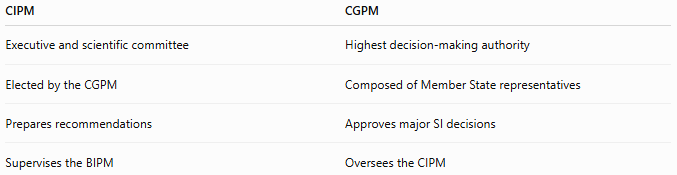 CIPM CGPM
Executive and scientific committee Highest decision-making authority
Elected by the CGPM Composed of Member State representatives
Prepares recommendations Approves major SI decisions
Supervises the BIPM Oversees the CIPM